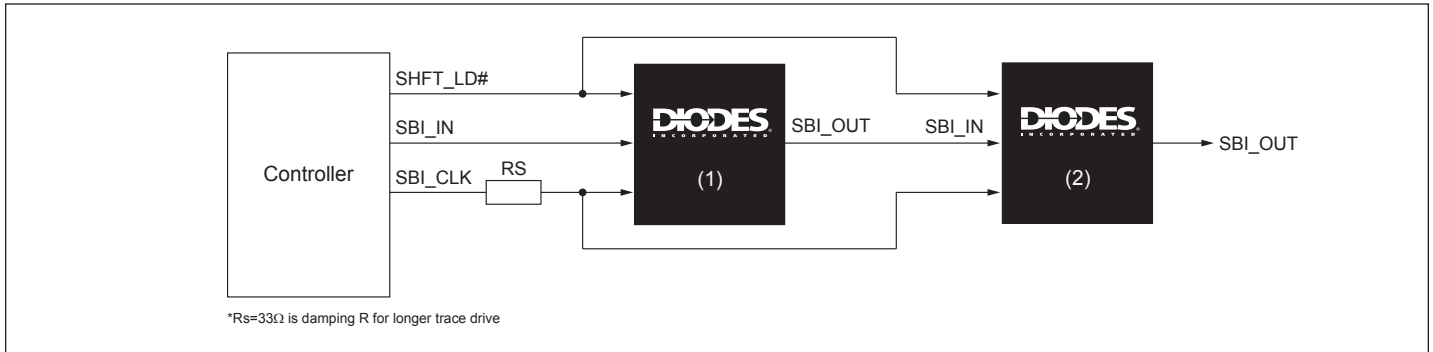 SHFT_LD#
SBI_IN
SBI_CLK
RS
Controller
DIODES®
INCORPORATED
(1)
SBI_OUT
SBI_IN
DIODES®
INCORPORATED
(2)
SBI_OUT
*Rs=33Ω is damping R for longer trace drive